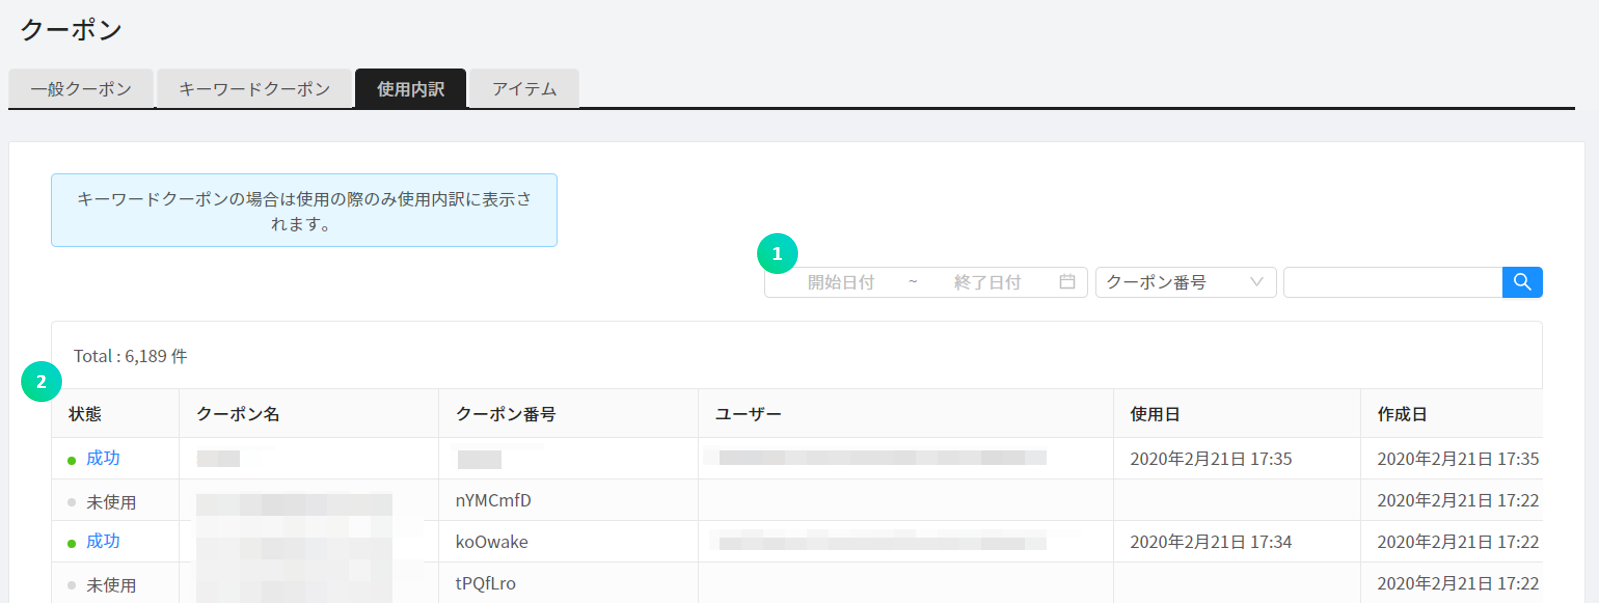 クーポン
一般クーポン キーワードクーポン 使用内訳 アイテム
キーワードクーポンの場合は使用の際のみ使用内訳に表示さ
れます。
1
開始日付 ~ 終了日付 クーポン番号
Total : 6,189 件
2
状態 クーポン名 クーポン番号 ユーザー 使用日 作成日
成功 2020年2月21日 17:35 2020年2月21日 17:35
未使用 nYMCmfD 2020年2月21日 17:22
成功 koOwake 2020年2月21日 17:34 2020年2月21日 17:22
未使用 tPQfLro 2020年2月21日 17:22